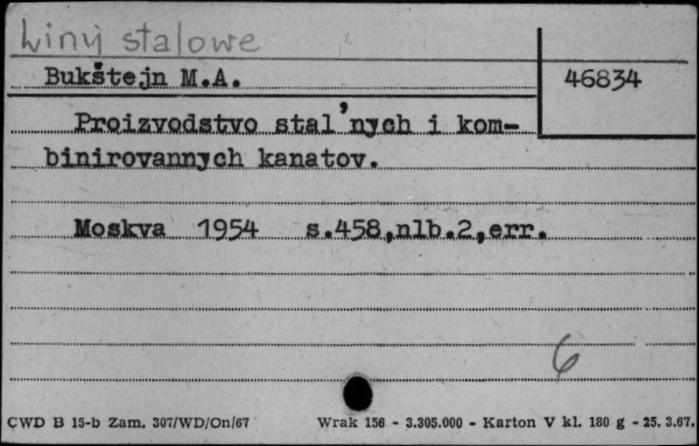 Liny stalowe
Bukštejn M.A.
46834
Proizvodstvo stal'nych i kom-
binirovannych kanatov.
Moskva 1954 s.458,nlb.2,err.
6
CWD B 15-b Zam. 307/WD/On/67 Wrak 156 - 3.305.000 - Karton V kl. 180 g - 25. 3.67